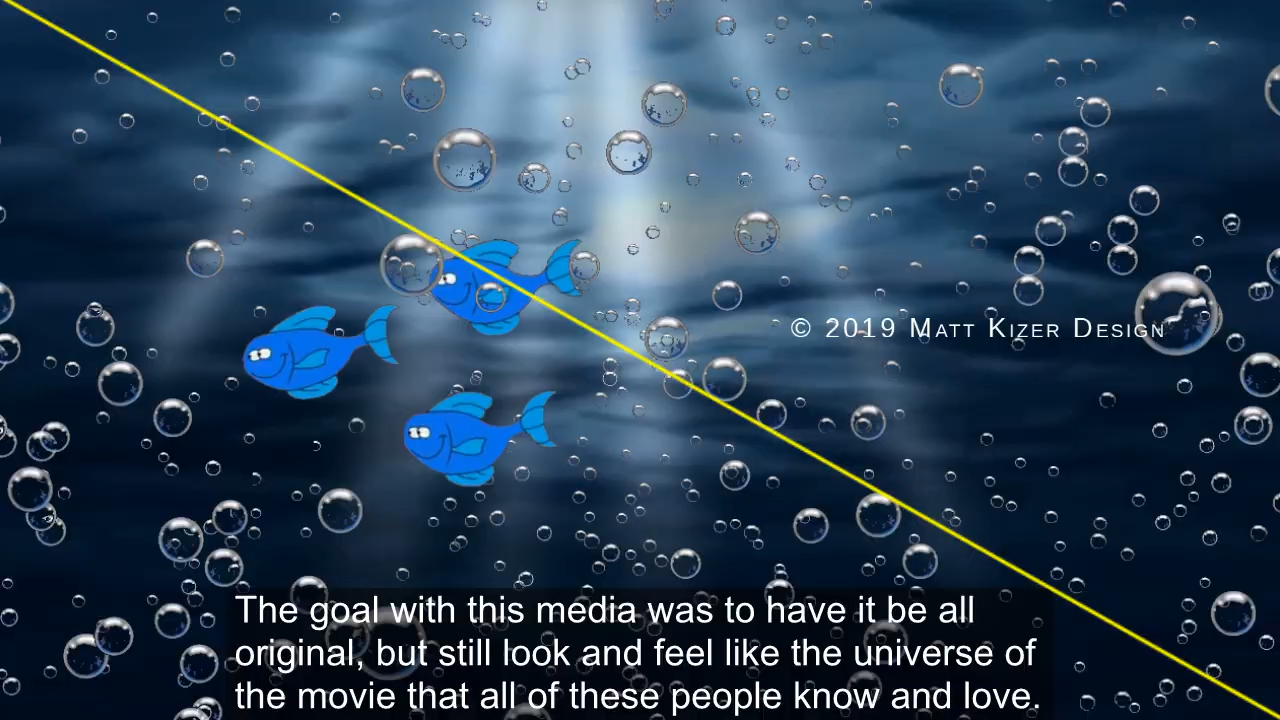 © 2019 Matt Kizer Design
The goal with this media was to have it be all
original, but still look and feel like the universe of
the movie that all of these people know and love.